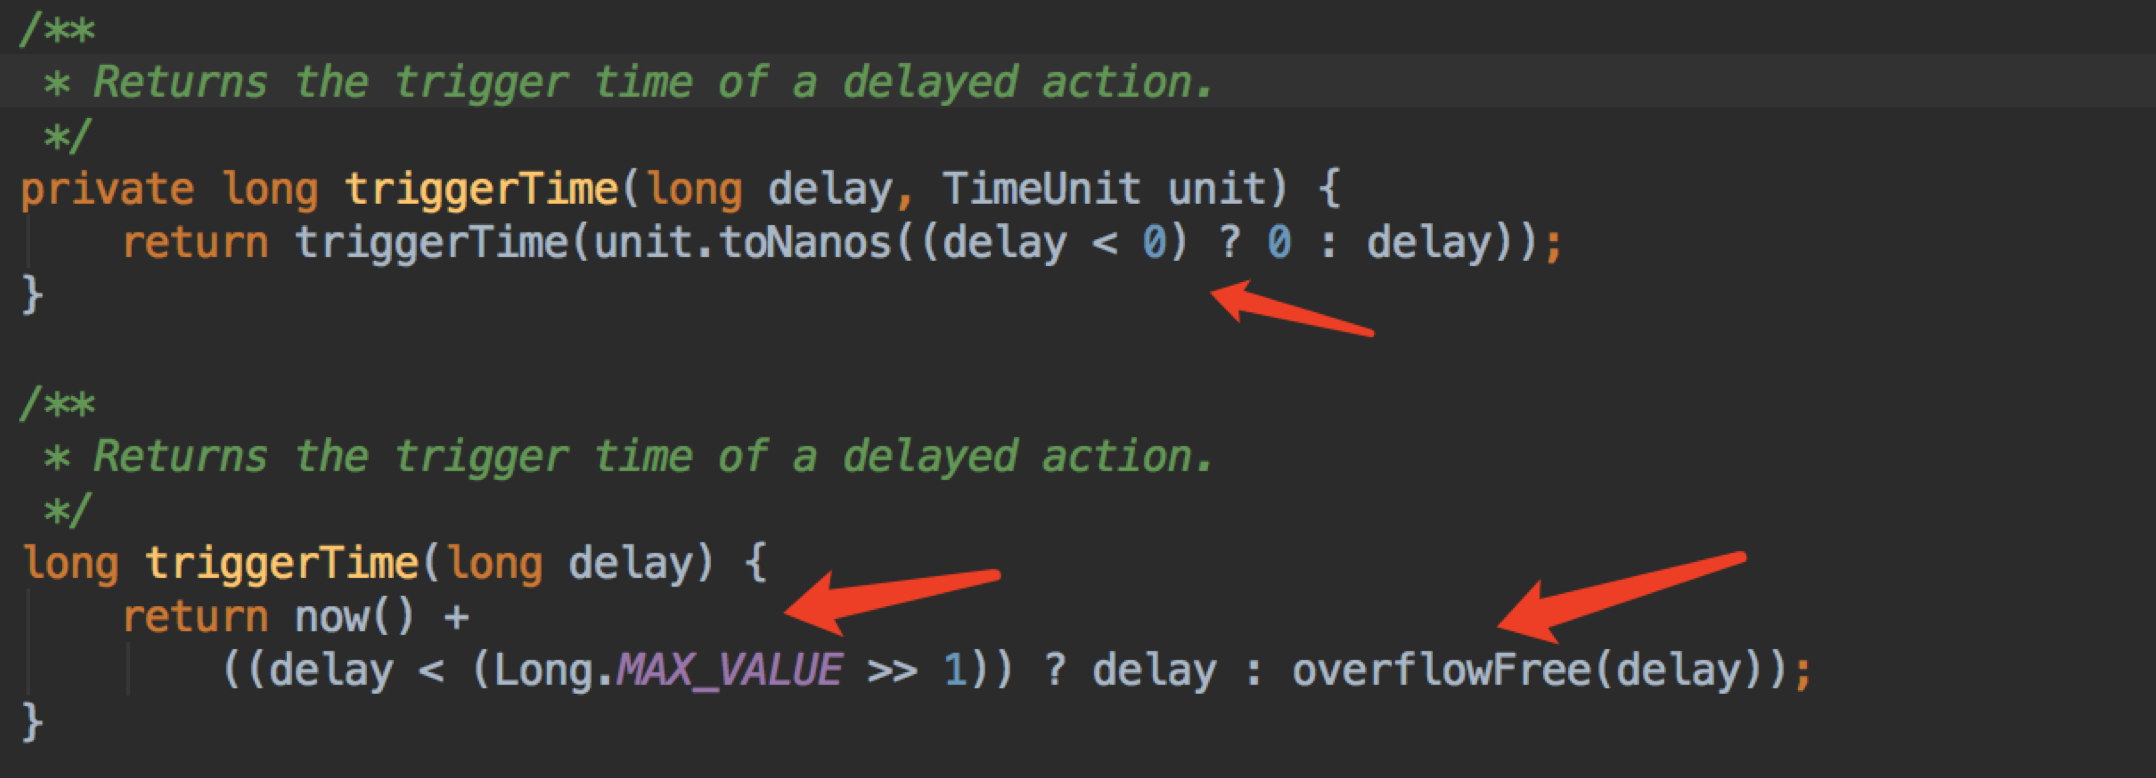 /**
 * Returns the trigger time of a delayed action.
 */
private long triggerTime(long delay, TimeUnit unit) {
    return triggerTime(unit.toNanos((delay < 0) ? 0 : delay));
}
/**
 * Returns the trigger time of a delayed action.
 */
long triggerTime(long delay) {
    return now() +
        ((delay < (Long.MAX_VALUE >> 1)) ? delay : overflowFree(delay));
}